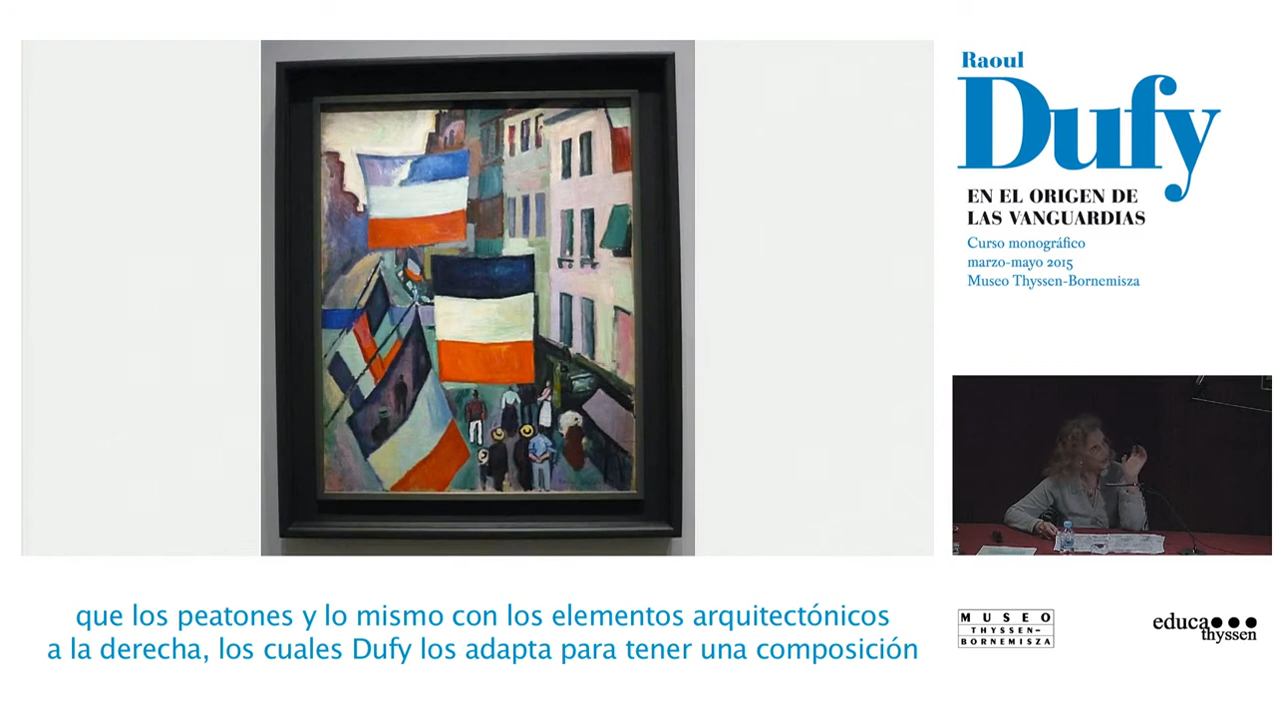 Raoul
Dufy
EN EL ORIGEN DE
LAS VANGUARDIAS
Curso monográfico
marzo-mayo 2015
Museo Thyssen-Bornemisza
que los peatones y lo mismo con los elementos arquitectónicos
a la derecha, los cuales Dufy los adapta para tener una composición
MUSEO
THYSSEN-
BORNEMISZA
educa
thyssen